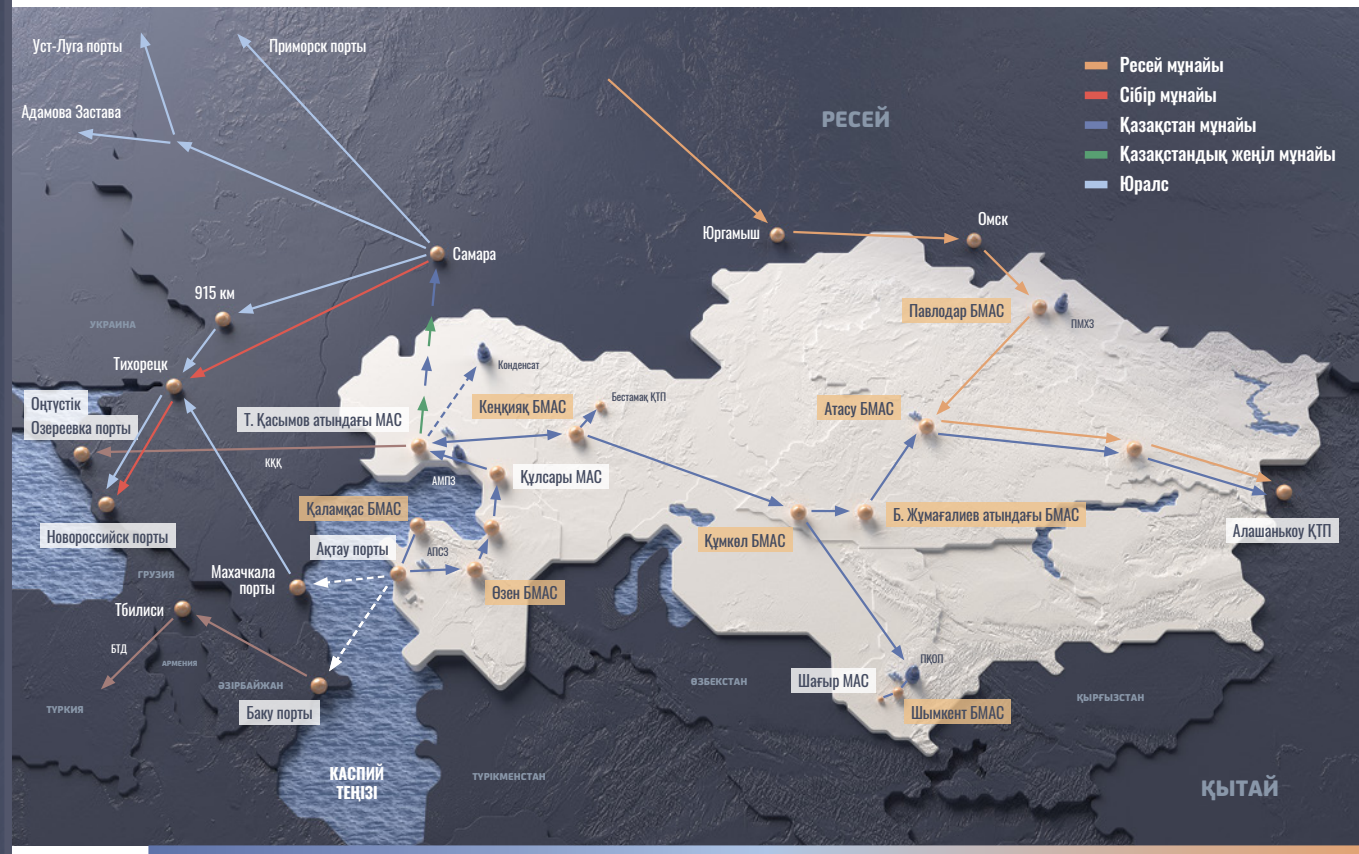 Уст-Луга порты
Приморск порты
Адамова Застава
Ресей мұнайы
Сібір мұнайы
Қазақстан мұнайы
Қазақстандық жеңіл мұнайы
Юралс
РЕСЕЙ
Юргамыш
Омск
Самара
915 км
УКРАИНА
Павлодар БМАС
ПМХЗ
Тихорецк
Конденсат
Оңтүстік
Озереевка порты
Т. Қасымов атындағы МАС
Кеңқияқ БМАС
Бестамақ ҚТП
Атасу БМАС
КҚК
АМПЗ
Құлсары МАС
Қаламқас БМАС
Новороссийск порты
Ақтау порты
АПСЗ
Құмкөл БМАС
Б. Жұмағалиев атындағы БМАС
Алашанькоу ҚТП
ГРУЗИЯ
Махачкала
порты
Өзен БМАС
Тбилиси
БТД
АРМЕНИЯ
ӘЗІРБАЙЖАН
ТҮРКИЯ
Баку порты
ӨЗБЕКСТАН
Шағыр МАС
ПҚОП
Шымкент БМАС
ҚЫРҒЫЗСТАН
КАСПИЙ
ТЕҢІЗІ
ТҮРІКМЕНСТАН
ҚЫТАЙ